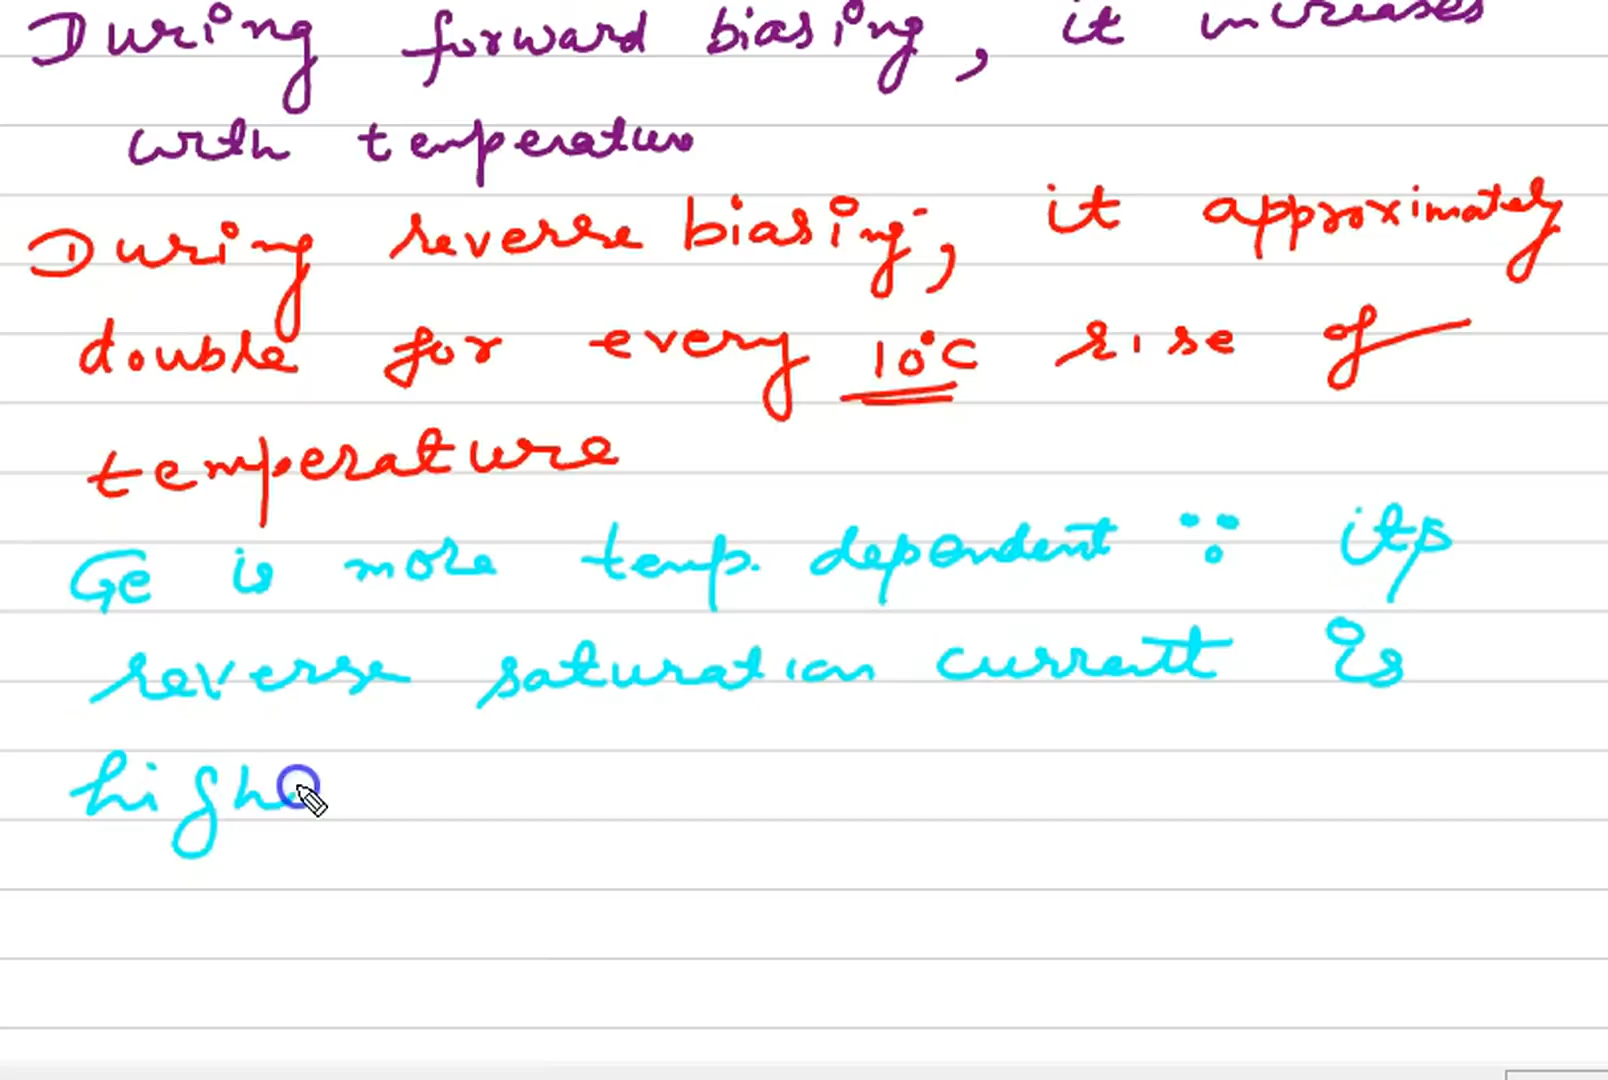 During forward biasing, it increases
with temperature
During reverse biasing, it approximately
double for every 10°C rise of
temperature
Ge is more temp. dependent ∵ its
reverse saturation current is
highe